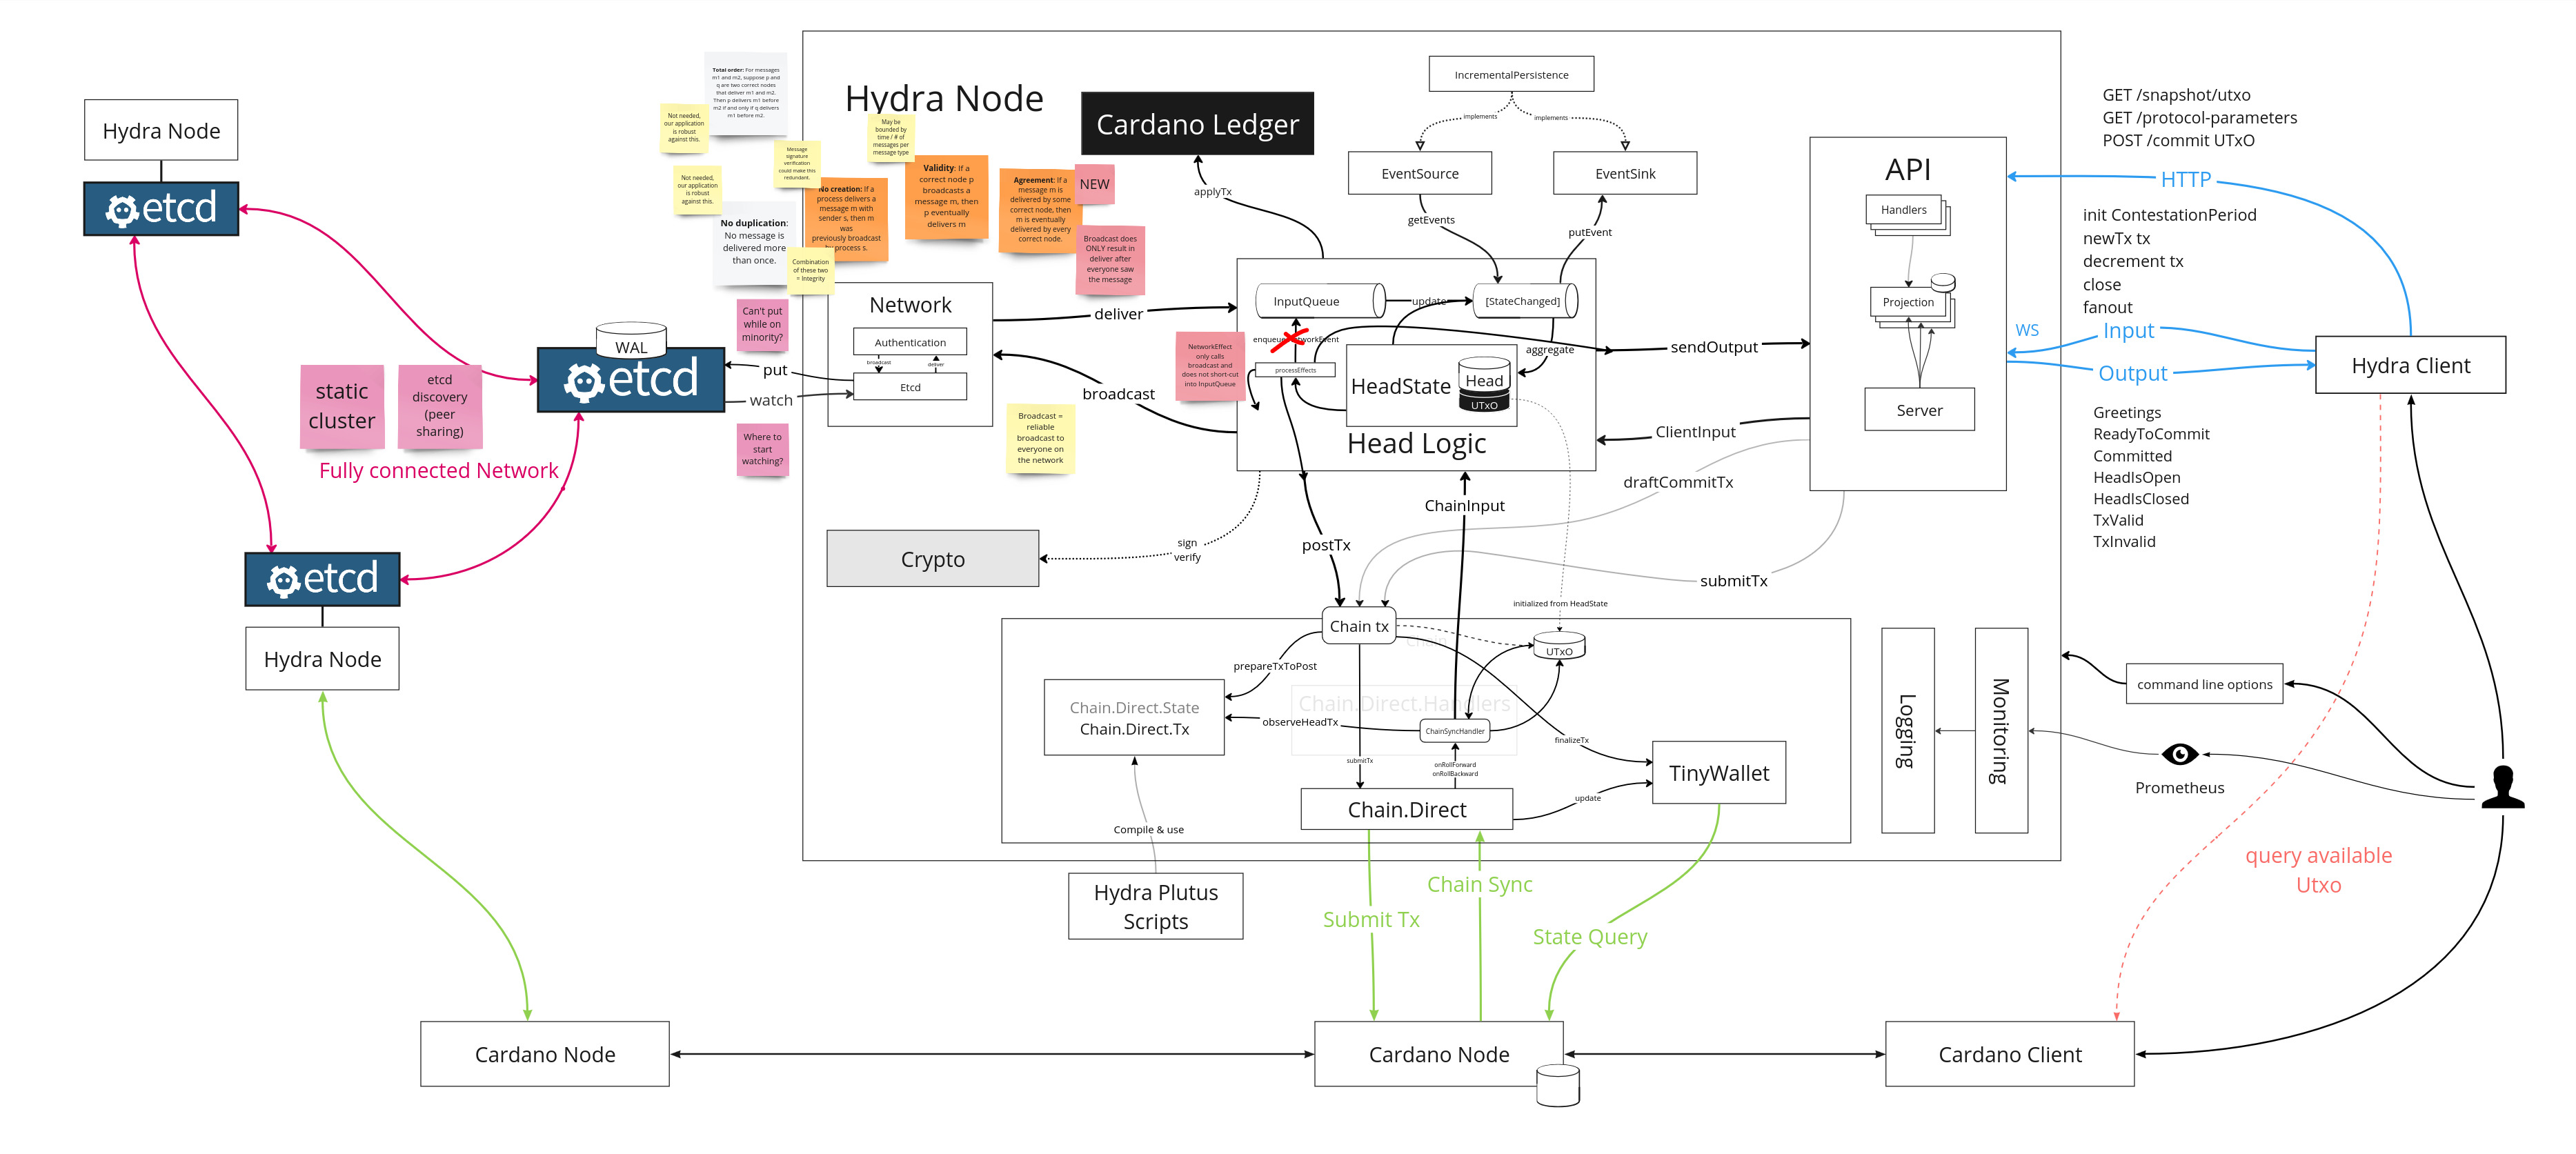 Hydra Node
etcd
Fully connected Network
static
cluster
etcd
discovery
(peer
sharing)
etcd
Hydra Node
WAL
etcd
put
watch
Can't put
while on
minority?
Where to
start
watching?
Total order: For messages
m1 and m2, suppose p and
q are two correct nodes
that deliver m1 and m2.
Then p delivers m1 before
m2 if and only if q delivers
m1 before m2.
Not needed,
our application
is robust
against this.
Not needed,
our application
is robust
against this.
No duplication:
No message is
delivered more
than once.
Message
signature
verification
could make this
redundant.
No creation: If a
process delivers a
message m with
sender s, then m
was
previously broadcast
by process s.
Combination
of these two
= Integrity
May be
bounded by
time / # of
messages per
message type
Validity: If a
correct node p
broadcasts a
message m, then
p eventually
delivers m
Agreement: If a
message m is
delivered by some
correct node, then
m is eventually
delivered by every
correct node.
NEW
Broadcast does
ONLY result in
deliver after
everyone saw
the message
Hydra Node
Cardano Ledger
applyTx
IncrementalPersistence
implements
implements
EventSource
EventSink
getEvents
putEvent
Network
Authentication
broadcast
deliver
Etcd
deliver
broadcast
NetworkEffect
only calls
broadcast and
does not short-cut
into InputQueue
Broadcast =
reliable
broadcast to
everyone on
the network
InputQueue
update
[StateChanged]
enqueueNetworkEvent
processEffects
aggregate
HeadState
Head
UTxO
Head Logic
sendOutput
ClientInput
draftCommitTx
ChainInput
postTx
submitTx
Crypto
sign
verify
API
Handlers
Projection
Server
initialized from HeadState
Chain
Chain tx
UTxO
prepareTxToPost
Chain.Direct.State
Chain.Direct.Tx
Chain.Direct.Handlers
observeHeadTx
ChainSyncHandler
finalizeTx
submitTx
onRollForward
onRollBackward
Chain.Direct
update
TinyWallet
Compile & use
Hydra Plutus
Scripts
Logging
Monitoring
Submit Tx
Chain Sync
State Query
Cardano Node
Cardano Node
Cardano Client
GET /snapshot/utxo
GET /protocol-parameters
POST /commit UTxO
HTTP
init ContestationPeriod
newTx tx
decrement tx
close
fanout
WS
Input
Output
Greetings
ReadyToCommit
Committed
HeadIsOpen
HeadIsClosed
TxValid
TxInvalid
Hydra Client
command line options
Prometheus
query available
Utxo